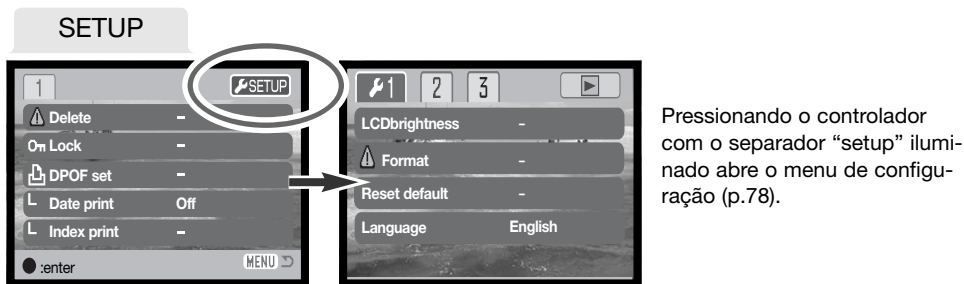 SETUP
1 SETUP
Delete –
Lock –
DPOF set –
Date print Off
Index print –
:enter MENU
1 2 3
LCDbrightness –
Format –
Reset default –
Language English
Pressionando o controlador
com o separador “setup” ilumi-
nado abre o menu de configu-
ração (p.78).